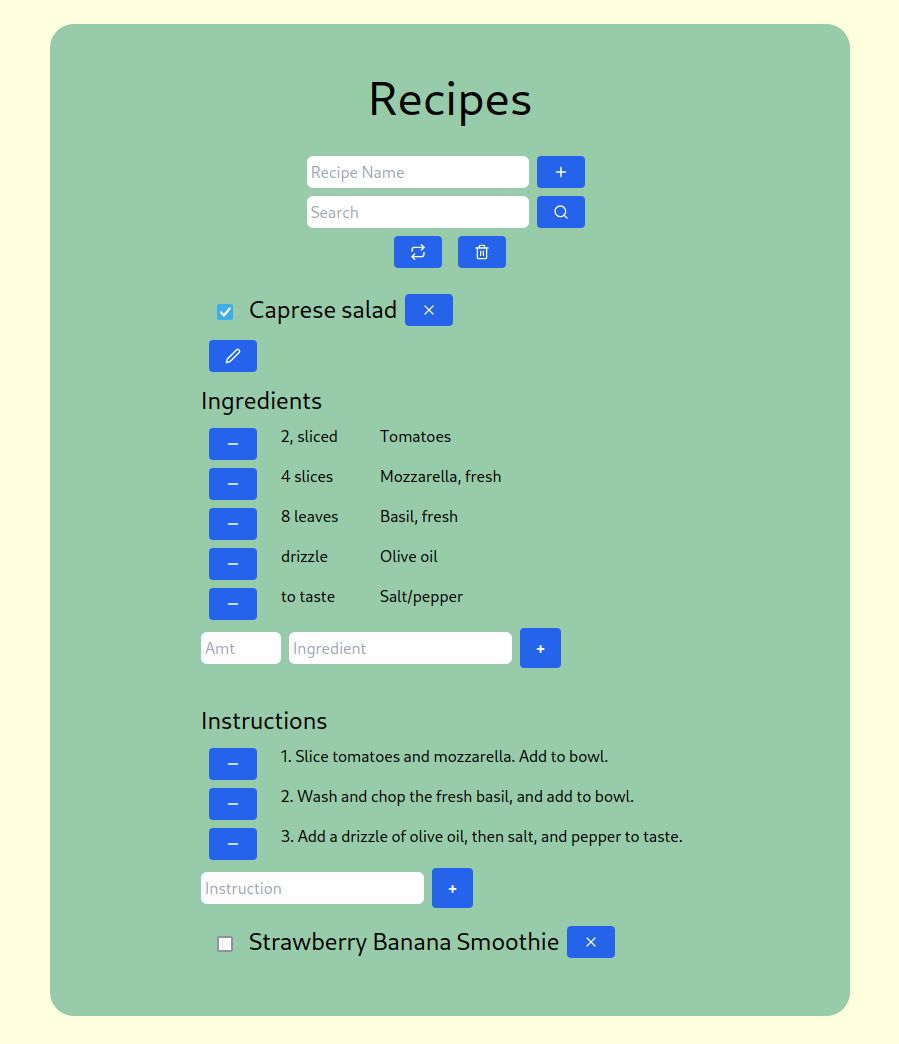 Recipes
Recipe Name
+
Search
Caprese salad
Ingredients
2, sliced Tomatoes
4 slices Mozzarella, fresh
8 leaves Basil, fresh
drizzle Olive oil
to taste Salt/pepper
Amt Ingredient +
Instructions
1. Slice tomatoes and mozzarella. Add to bowl.
2. Wash and chop the fresh basil, and add to bowl.
3. Add a drizzle of olive oil, then salt, and pepper to taste.
Instruction +
Strawberry Banana Smoothie